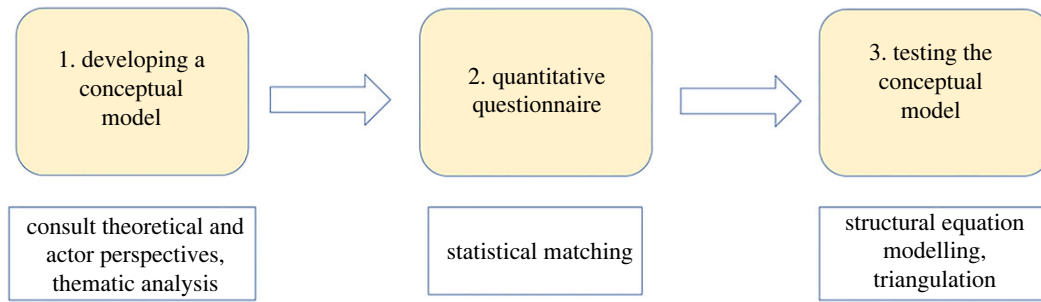 1. developing a
conceptual
model
2. quantitative
questionnaire
3. testing the
conceptual
model
consult theoretical and
actor perspectives,
thematic analysis
statistical matching
structural equation
modelling,
triangulation